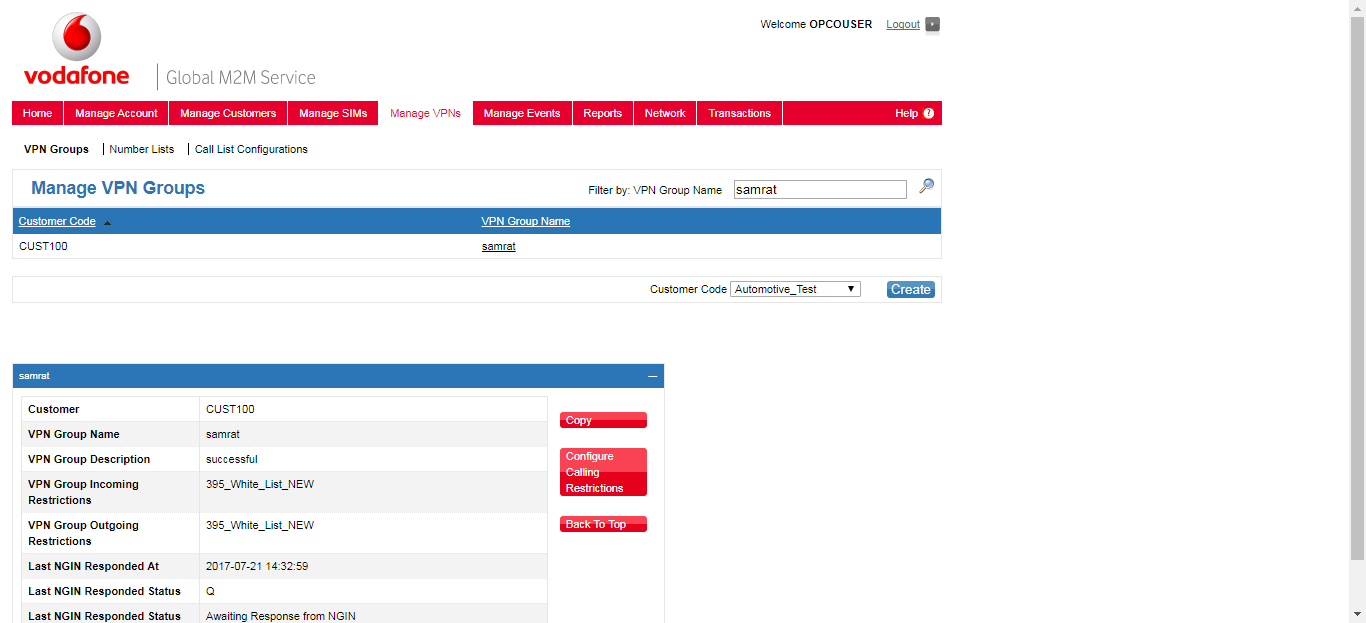 Welcome OPCOUSER Logout
vodafone
Global M2M Service
Home Manage Account Manage Customers Manage SIMs Manage VPNs Manage Events Reports Network Transactions Help ?
VPN Groups Number Lists Call List Configurations
Manage VPN Groups Filter by: VPN Group Name samrat
Customer Code VPN Group Name
CUST100 samrat
Customer Code Automotive_Test Create
samrat
Customer CUST100
Copy
VPN Group Name samrat
VPN Group Description successful
Configure
Calling
Restrictions
VPN Group Incoming 395_White_List_NEW
Restrictions
VPN Group Outgoing 395_White_List_NEW
Restrictions
Back To Top
Last NGIN Responded At 2017-07-21 14:32:59
Last NGIN Responded Status Q
Last NGIN Responded Status Awaiting Response from NGIN